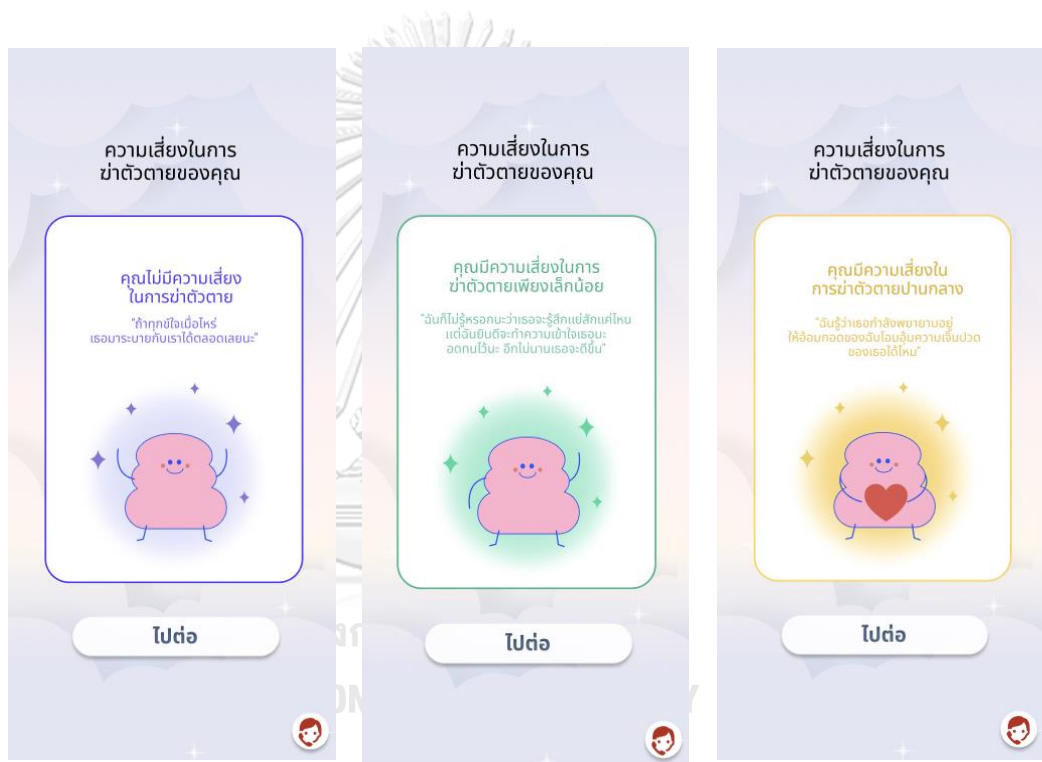 ความเสี่ยงในการ
ฆ่าตัวตายของคุณ
คุณไม่มีความเสี่ยง
ในการฆ่าตัวตาย
"ถ้าทุกข์ใจเมื่อไหร่
เธอมาระบายกับเราได้ตลอดเลยนะ"
ไปต่อ
ความเสี่ยงในการ
ฆ่าตัวตายของคุณ
คุณมีความเสี่ยงในการ
ฆ่าตัวตายเพียงเล็กน้อย
"ฉันก็ไม่รู้หรอกนะว่าเธอจะรู้สึกแย่สักแค่ไหน
แต่ฉันยินดีจะทำความเข้าใจเธอนะ
อดทนไว้นะ อีกไม่นานเธอจะดีขึ้น"
ไปต่อ
ความเสี่ยงในการ
ฆ่าตัวตายของคุณ
คุณมีความเสี่ยงใน
การฆ่าตัวตายปานกลาง
"ฉันรู้ว่าเธอกำลังพยายามอยู่
ให้อ้อมกอดของฉันโอบอุ้มความเจ็บปวด
ของเธอได้ไหม"
ไปต่อ